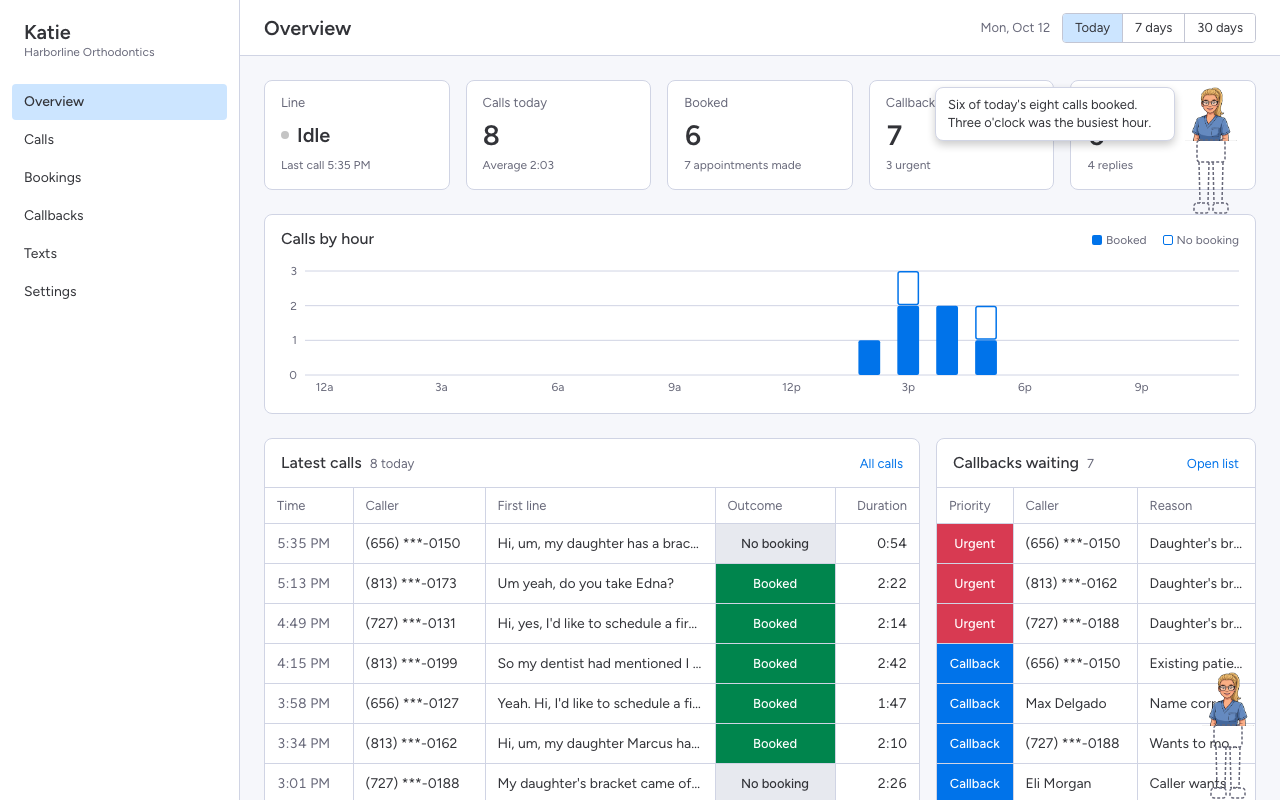 Katie
Harborline Orthodontics
Overview
Calls
Bookings
Callbacks
Texts
Settings
Overview
Mon, Oct 12
Today
7 days
30 days
Line
Idle
Last call 5:35 PM
Calls today
8
Average 2:03
Booked
6
7 appointments made
Callback
7
3 urgent
4 replies
Six of today's eight calls booked.
Three o'clock was the busiest hour.
Calls by hour
Booked
No booking
3
2
1
0
12a 3a 6a 9a 12p 3p 6p 9p
Latest calls 8 today All calls
Time Caller First line Outcome Duration
5:35 PM (656) ***-0150 Hi, um, my daughter has a brac... No booking 0:54
5:13 PM (813) ***-0173 Um yeah, do you take Edna? Booked 2:22
4:49 PM (727) ***-0131 Hi, yes, I'd like to schedule a fir... Booked 2:14
4:15 PM (813) ***-0199 So my dentist had mentioned I ... Booked 2:42
3:58 PM (656) ***-0127 Yeah. Hi, I'd like to schedule a fi... Booked 1:47
3:34 PM (813) ***-0162 Hi, um, my daughter Marcus ha... Booked 2:10
3:01 PM (727) ***-0188 My daughter's bracket came of... No booking 2:26
Callbacks waiting 7 Open list
Priority Caller Reason
Urgent (656) ***-0150 Daughter's br...
Urgent (813) ***-0162 Daughter's br...
Urgent (727) ***-0188 Daughter's br...
Callback (656) ***-0150 Existing patie...
Callback Max Delgado Name
Callback (727) ***-0188 Wants to mo...
Callback Eli Morgan Caller wants